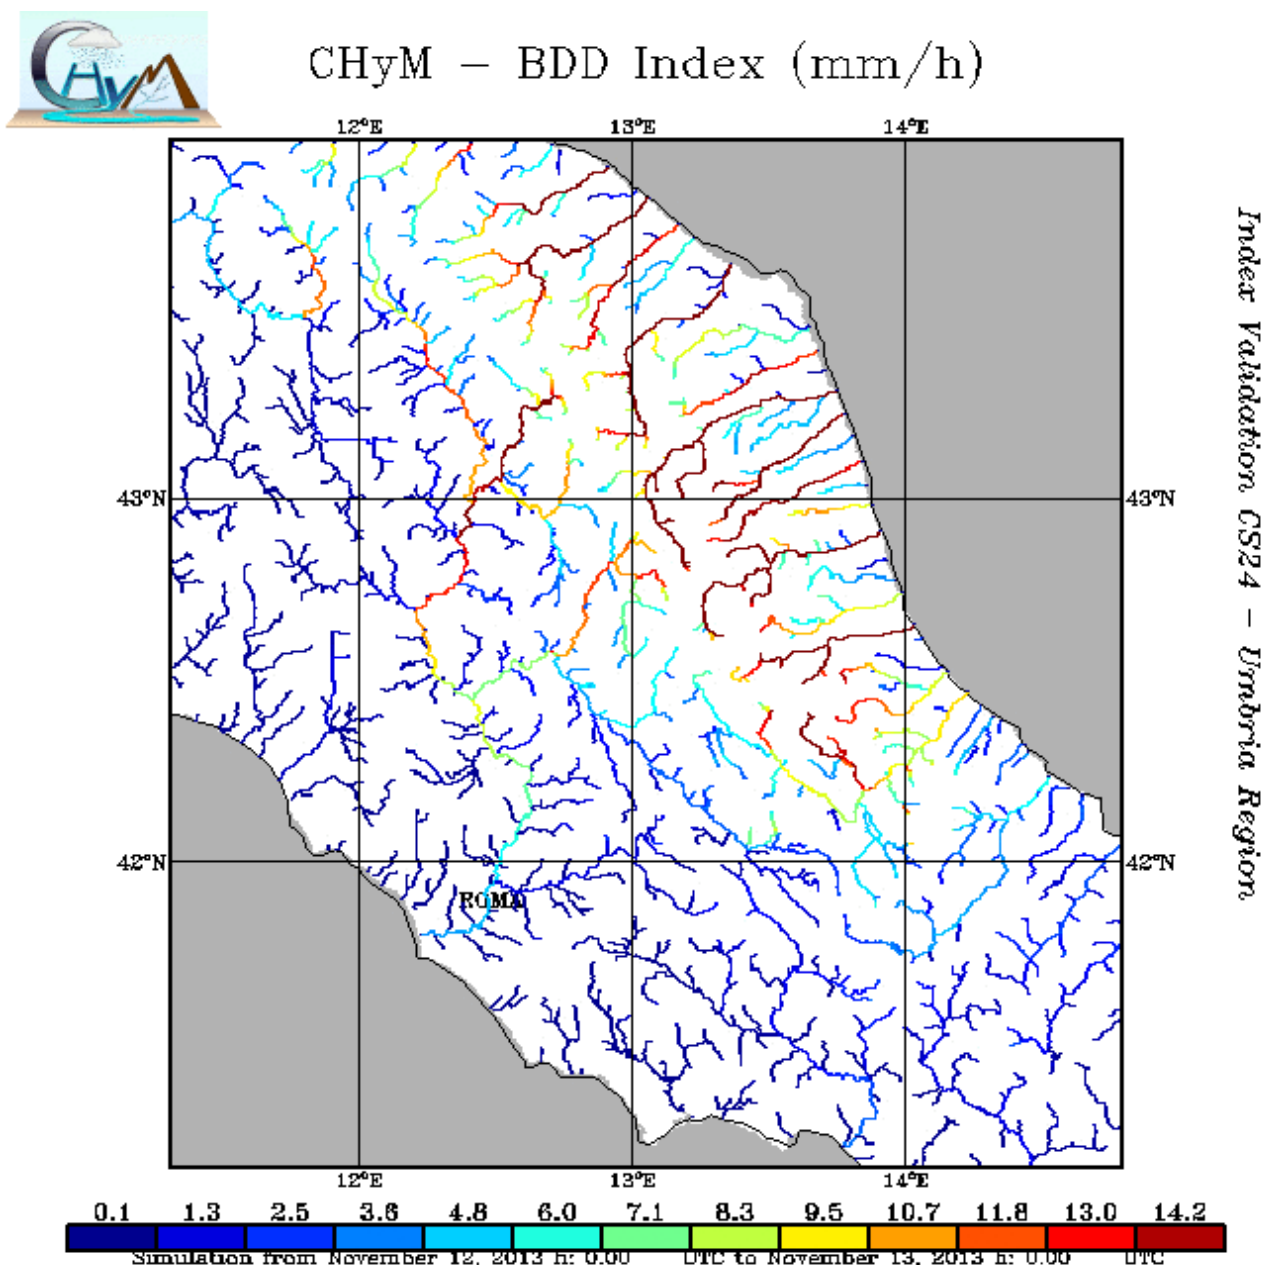 CHyM
CHyM – BDD Index (mm/h)
12°E 13°E 14°E
Index Validation CS24 – Umbria Region
43°N 43°N
42°N 42°N
ROMA
12°E 13°E 14°E
0.1 1.3 2.5 3.6 4.8 6.0 7.1 8.3 9.5 10.7 11.8 13.0 14.2
Simulation from November 12, 2013 h: 0.00 UTC to November 13, 2013 h: 0.00 UTC